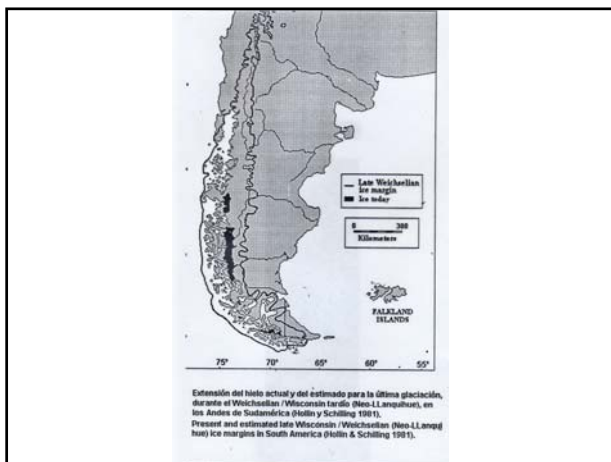 Late Weichselian
Ice margin
Ice today
0 300
Kilometers
FALKLAND
ISLANDS
75° 70° 65° 60° 55°
Extensión del hielo actual y del estimado para la última glaciación,
durante el Weichselian /Wisconsin tardío (Neo-LLanquihue), en
los Andes de Sudamérica (Hollin y Schilling 1981).
Present and estimated late Wisconsin / Weichselian (Neo-LLanqui
hue) ice margins in South America (Hollin & Schilling 1981).